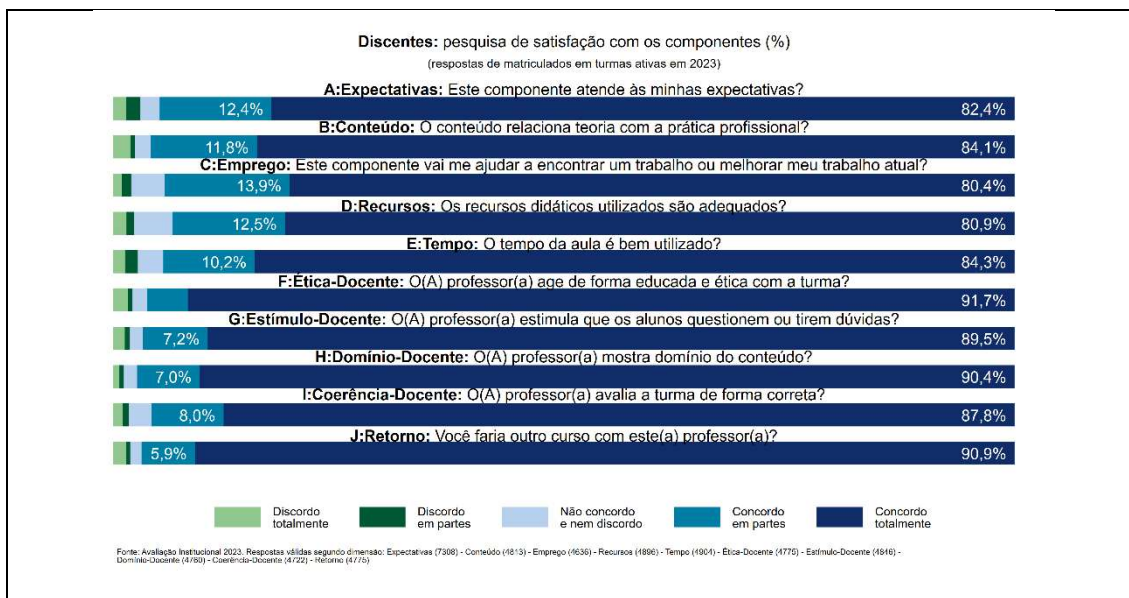 Discentes: pesquisa de satisfação com os componentes (%)
(respostas de matriculados em turmas ativas em 2023)
A:Expectativas: Este componente atende às minhas expectativas?
12,4% 82,4%
B:Conteúdo: O conteúdo relaciona teoria com a prática profissional?
11,8% 84,1%
C:Emprego: Este componente vai me ajudar a encontrar um trabalho ou melhorar meu trabalho atual?
13,9% 80,4%
D:Recursos: Os recursos didáticos utilizados são adequados?
12,5% 80,9%
E:Tempo: O tempo da aula é bem utilizado?
10,2% 84,3%
F:Ética-Docente: O(A) professor(a) age de forma educada e ética com a turma?
91,7%
G:Estímulo-Docente: O(A) professor(a) estimula que os alunos questionem ou tirem dúvidas?
7,2% 89,5%
H:Domínio-Docente: O(A) professor(a) mostra domínio do conteúdo?
7,0% 90,4%
I:Coerência-Docente: O(A) professor(a) avalia a turma de forma correta?
8,0% 87,8%
J:Retorno: Você faria outro curso com este(a) professor(a)?
5,9% 90,9%
Discordo totalmente
Discordo em partes
Não concordo e nem discordo
Concordo em partes
Concordo totalmente
Fonte: Avaliação Institucional 2023. Respostas válidas segundo dimensão: Expectativas (7308) - Conteúdo (4813) - Emprego (4636) - Recursos (4896) - Tempo (4904) - Ética-Docente (4775) - Estímulo-Docente (4846) -
Domínio-Docente (4760) - Coerência-Docente (4722) - Retorno (4775)